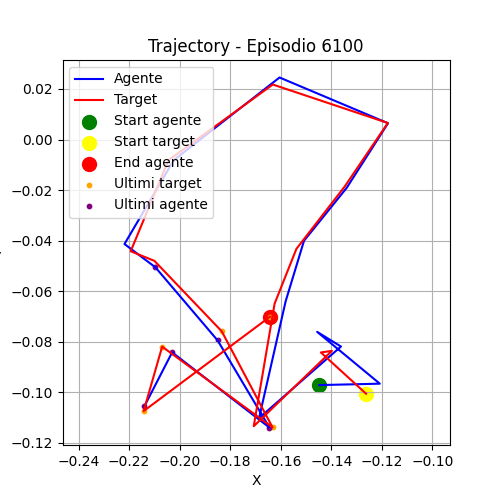 Trajectory - Episodio 6100
Agente
Target
Start agente
Start target
End agente
Ultimi target
Ultimi agente
0.02
0.00
−0.02
−0.04
−0.06
−0.08
−0.10
−0.12
−0.24 −0.22 −0.20 −0.18 −0.16 −0.14 −0.12 −0.10
X